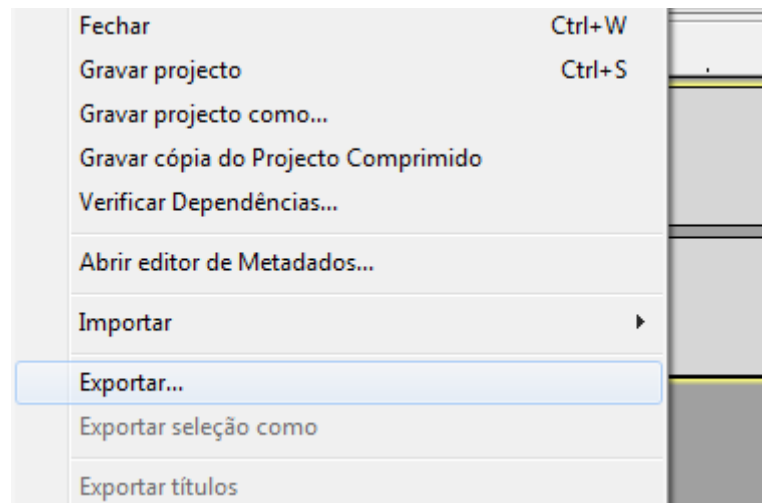 Fechar Ctrl+W
Gravar projecto Ctrl+S
Gravar projecto como...
Gravar cópia do Projecto Comprimido
Verificar Dependências...
Abrir editor de Metadados...
Importar
Exportar...
Exportar seleção como
Exportar títulos